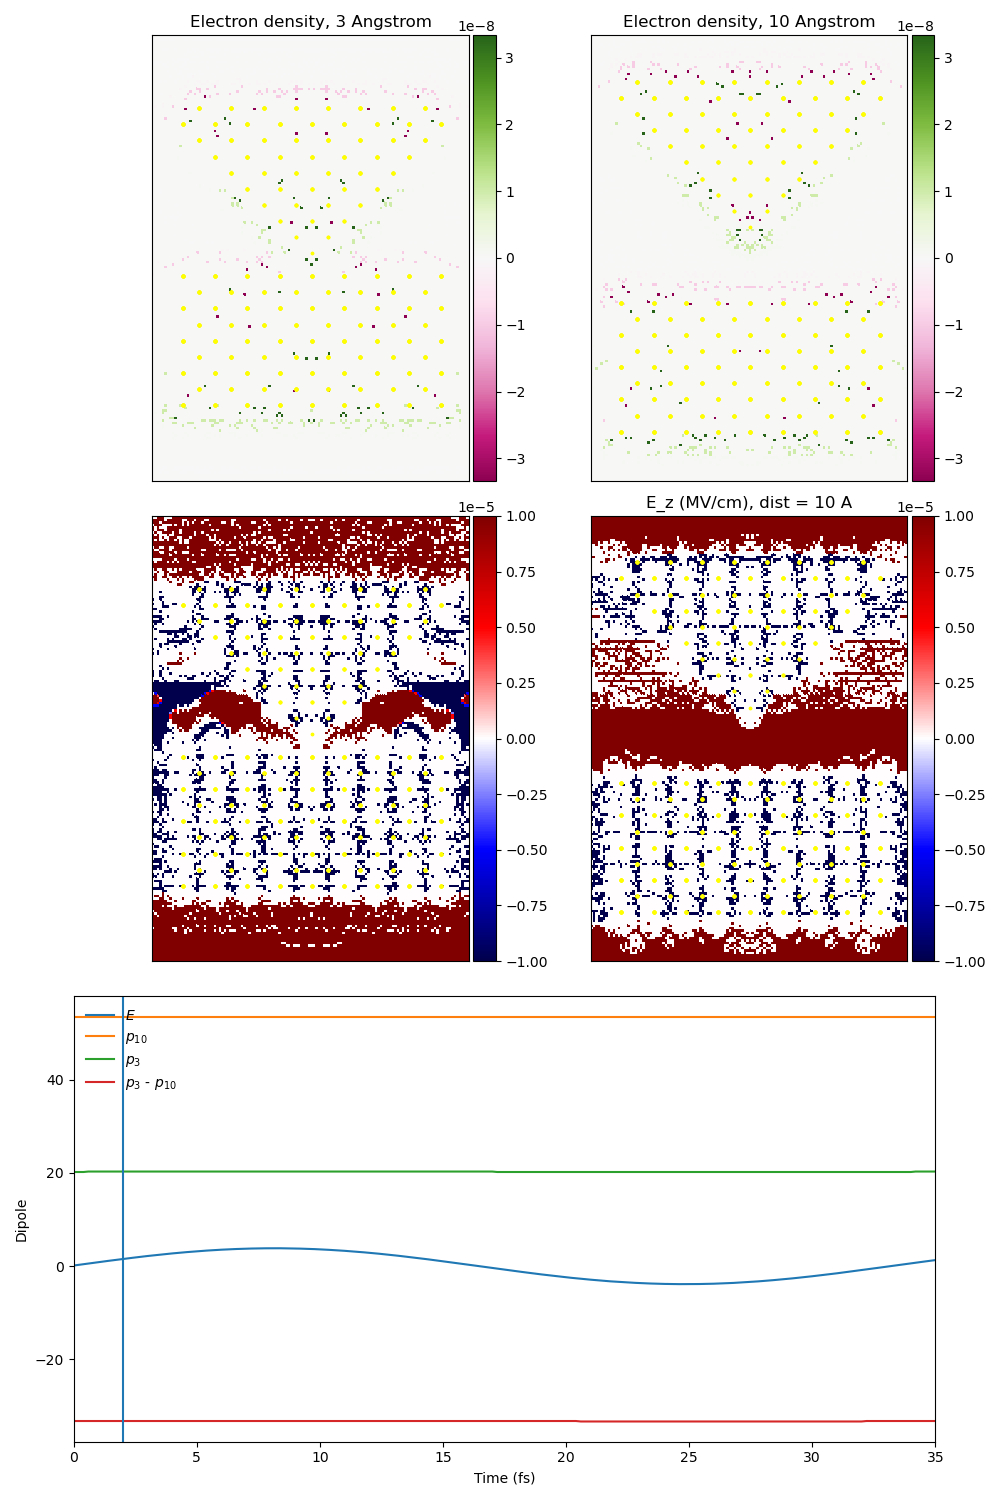 Electron density, 3 Angstrom
1e−8
3
2
1
0
−1
−2
−3
Electron density, 10 Angstrom
1e−8
3
2
1
0
−1
−2
−3
1e−5
1.00
0.75
0.50
0.25
0.00
−0.25
−0.50
−0.75
−1.00
E_z (MV/cm), dist = 10 A
1e−5
1.00
0.75
0.50
0.25
0.00
−0.25
−0.50
−0.75
−1.00
E
p10
p3
p3 - p10
40
20
0
−20
Dipole
0 5 10 15 20 25 30 35
Time (fs)